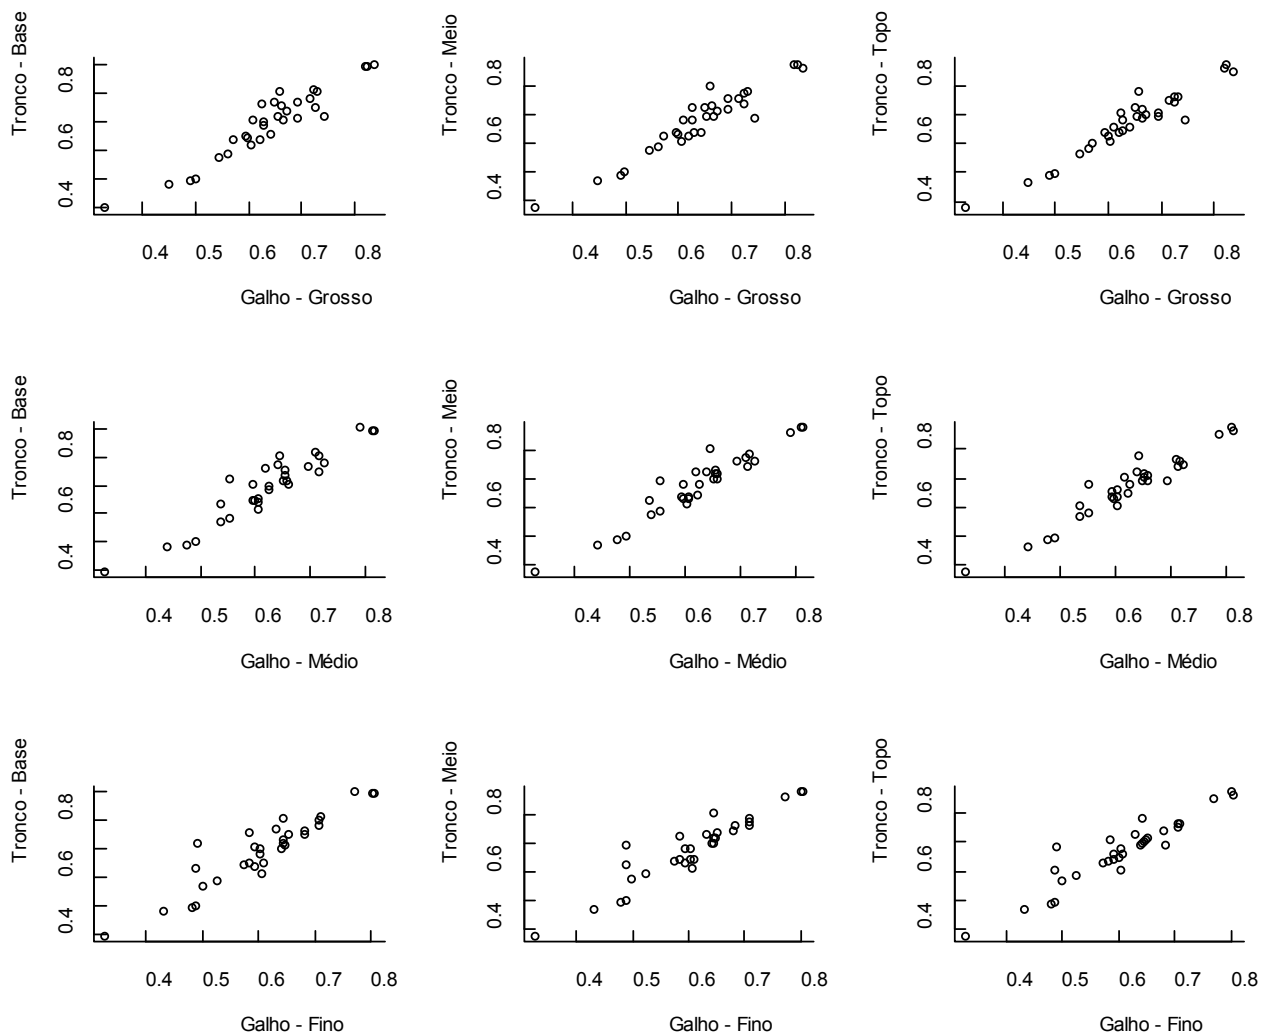 Tronco - Base
0.8
0.6
0.4
0.4 0.5 0.6 0.7 0.8
Galho - Grosso
Tronco - Meio
0.8
0.6
0.4
0.4 0.5 0.6 0.7 0.8
Galho - Grosso
Tronco - Topo
0.8
0.6
0.4
0.4 0.5 0.6 0.7 0.8
Galho - Grosso
Tronco - Base
0.8
0.6
0.4
0.4 0.5 0.6 0.7 0.8
Galho - Médio
Tronco - Meio
0.8
0.6
0.4
0.4 0.5 0.6 0.7 0.8
Galho - Médio
Tronco - Topo
0.8
0.6
0.4
0.4 0.5 0.6 0.7 0.8
Galho - Médio
Tronco - Base
0.8
0.6
0.4
0.4 0.5 0.6 0.7 0.8
Galho - Fino
Tronco - Meio
0.8
0.6
0.4
0.4 0.5 0.6 0.7 0.8
Galho - Fino
Tronco - Topo
0.8
0.6
0.4
0.4 0.5 0.6 0.7 0.8
Galho - Fino